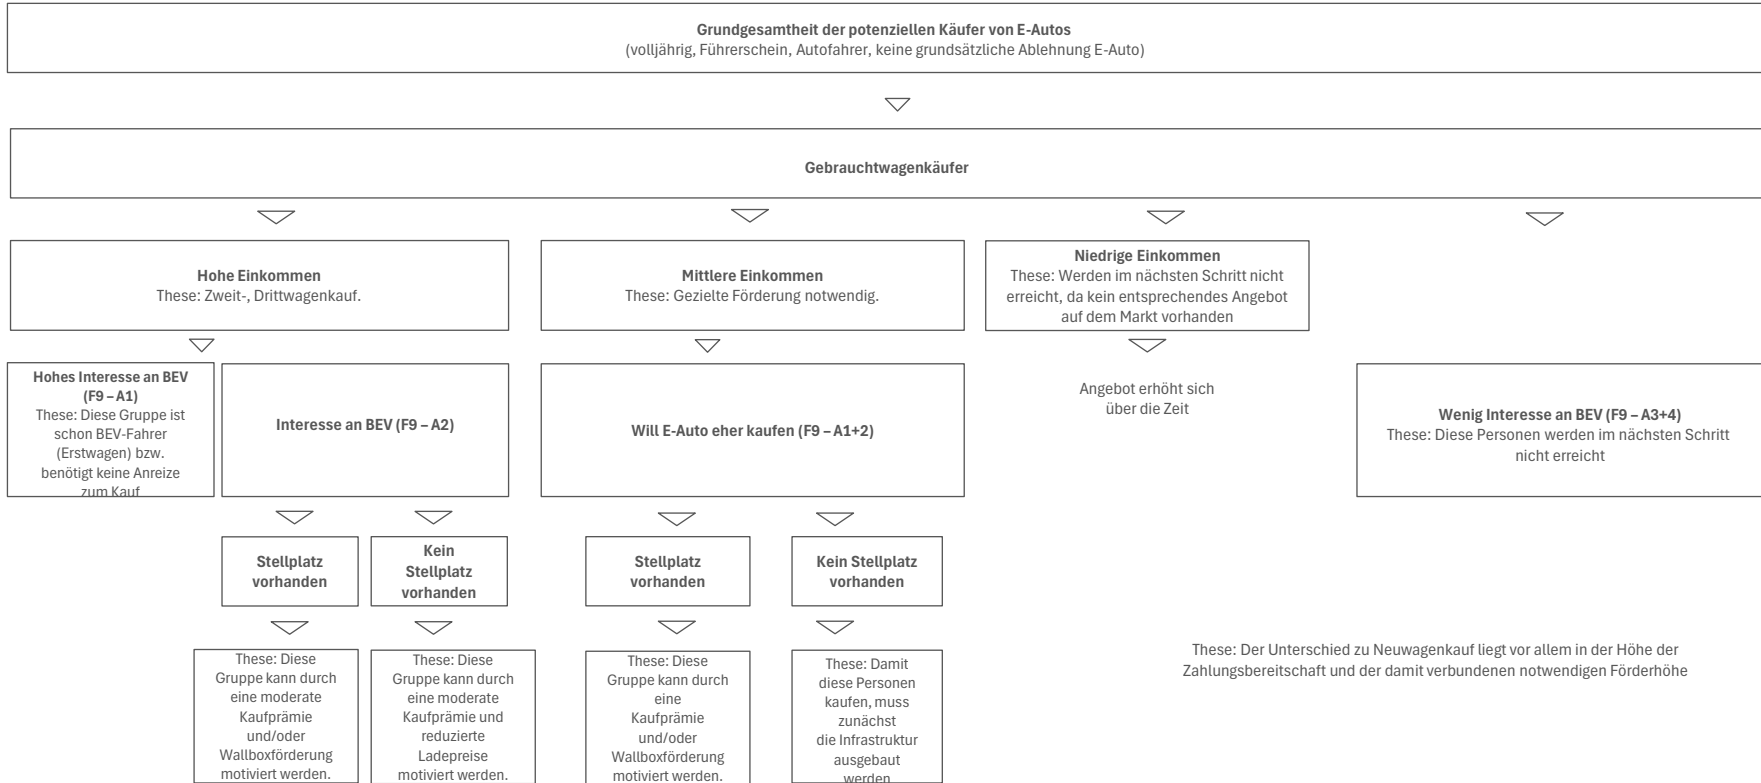 Grundgesamtheit der potenziellen Käufer von E-Autos
(volljährig, Führerschein, Autofahrer, keine grundsätzliche Ablehnung E-Auto)
Gebrauchtwagenkäufer
Hohe Einkommen
These: Zweit-, Drittwagenkauf.
Mittlere Einkommen
These: Gezielte Förderung notwendig.
Niedrige Einkommen
These: Werden im nächsten Schritt nicht
erreicht, da kein entsprechendes Angebot
auf dem Markt vorhanden
Hohes Interesse an BEV
(F9 – A1)
These: Diese Gruppe ist
schon BEV-Fahrer
(Erstwagen) bzw.
benötigt keine Anreize
zum Kauf
Interesse an BEV (F9 – A2)
Will E-Auto eher kaufen (F9 – A1+2)
Angebot erhöht sich
über die Zeit
Wenig Interesse an BEV (F9 – A3+4)
These: Diese Personen werden im nächsten Schritt
nicht erreicht
Stellplatz
vorhanden
Kein
Stellplatz
vorhanden
Stellplatz
vorhanden
Kein Stellplatz
vorhanden
These: Diese
Gruppe kann durch
eine moderate
Kaufprämie
und/oder
Wallboxförderung
motiviert werden.
These: Diese
Gruppe kann durch
eine moderate
Kaufprämie und
reduzierte
Ladepreise
motiviert werden.
These: Diese
Gruppe kann durch
eine
Kaufprämie
und/oder
Wallboxförderung
motiviert werden.
These: Damit
diese Personen
kaufen, muss
zunächst
die Infrastruktur
ausgebaut
werden
These: Der Unterschied zu Neuwagenkauf liegt vor allem in der Höhe der
Zahlungsbereitschaft und der damit verbundenen notwendigen Förderhöhe